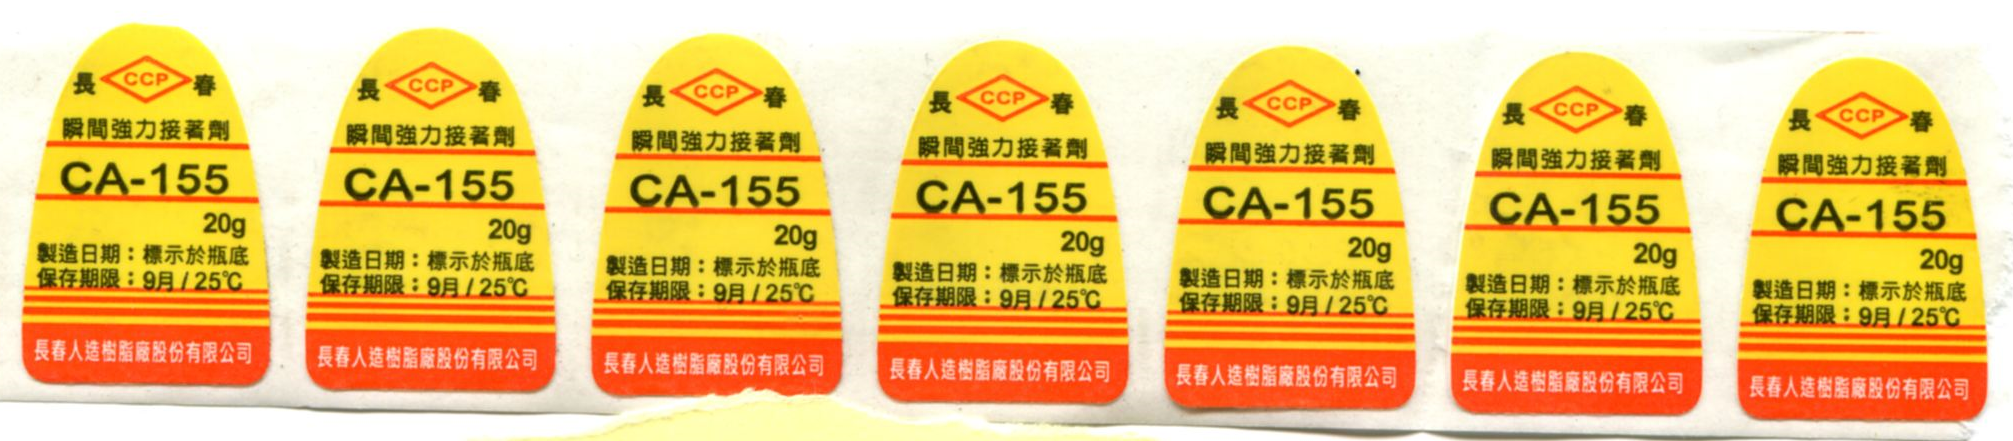 長 CCP 春
瞬間強力接著劑
CA-155
20g
製造日期：標示於瓶底
保存期限：9月/25℃
長春人造樹脂廠股份有限公司
長 CCP 春
瞬間強力接著劑
CA-155
20g
製造日期：標示於瓶底
保存期限：9月/25℃
長春人造樹脂廠股份有限公司
長 CCP 春
瞬間強力接著劑
CA-155
20g
製造日期：標示於瓶底
保存期限：9月/25℃
長春人造樹脂廠股份有限公司
長 CCP 春
瞬間強力接著劑
CA-155
20g
製造日期：標示於瓶底
保存期限：9月/25℃
長春人造樹脂廠股份有限公司
長 CCP 春
瞬間強力接著劑
CA-155
20g
製造日期：標示於瓶底
保存期限：9月/25℃
長春人造樹脂廠股份有限公司
長 CCP 春
瞬間強力接著劑
CA-155
20g
製造日期：標示於瓶底
保存期限：9月/25℃
長春人造樹脂廠股份有限公司
長 CCP 春
瞬間強力接著劑
CA-155
20g
製造日期：標示於瓶底
保存期限：9月/25℃
長春人造樹脂廠股份有限公司